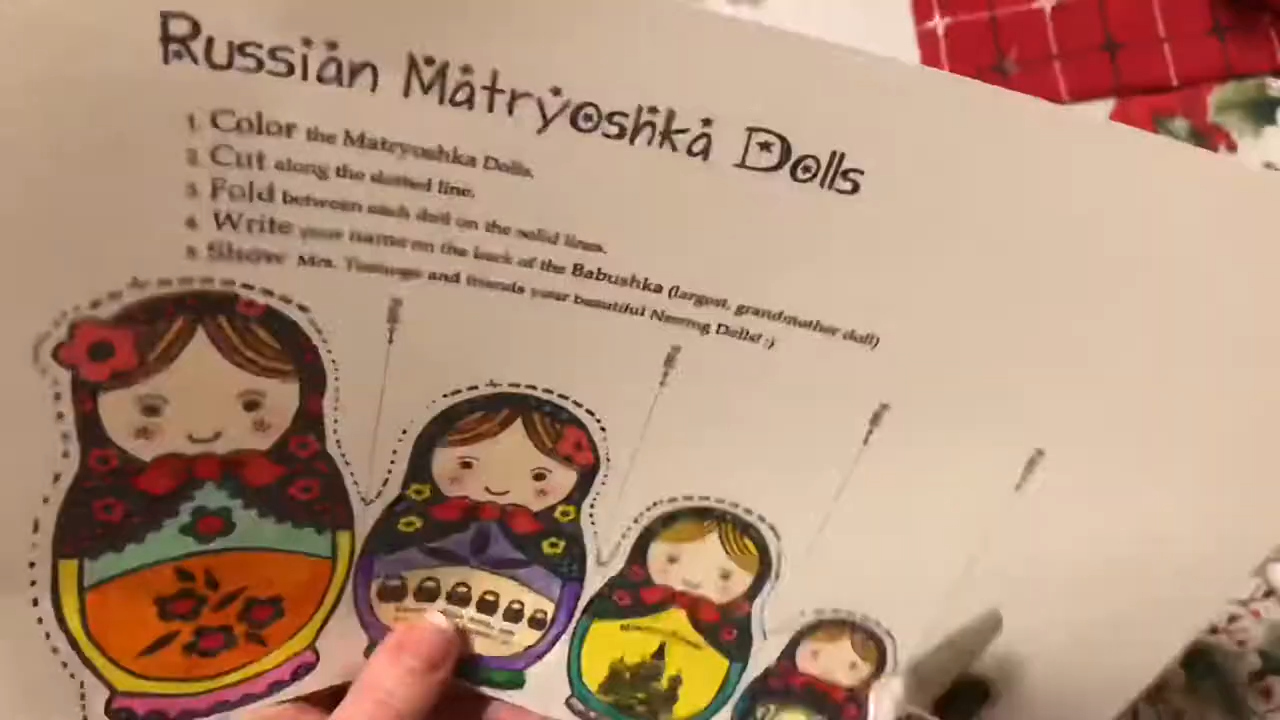 Russian Matryoshka Dolls
1. Color the Matryoshka Dolls.
2. Cut along the dotted line.
3. Fold between each doll on the solid lines.
4. Write your name on the back of the Babushka (largest, grandmother doll)
5. Show Mrs. and friends your beautiful Nesting Dolls! :)